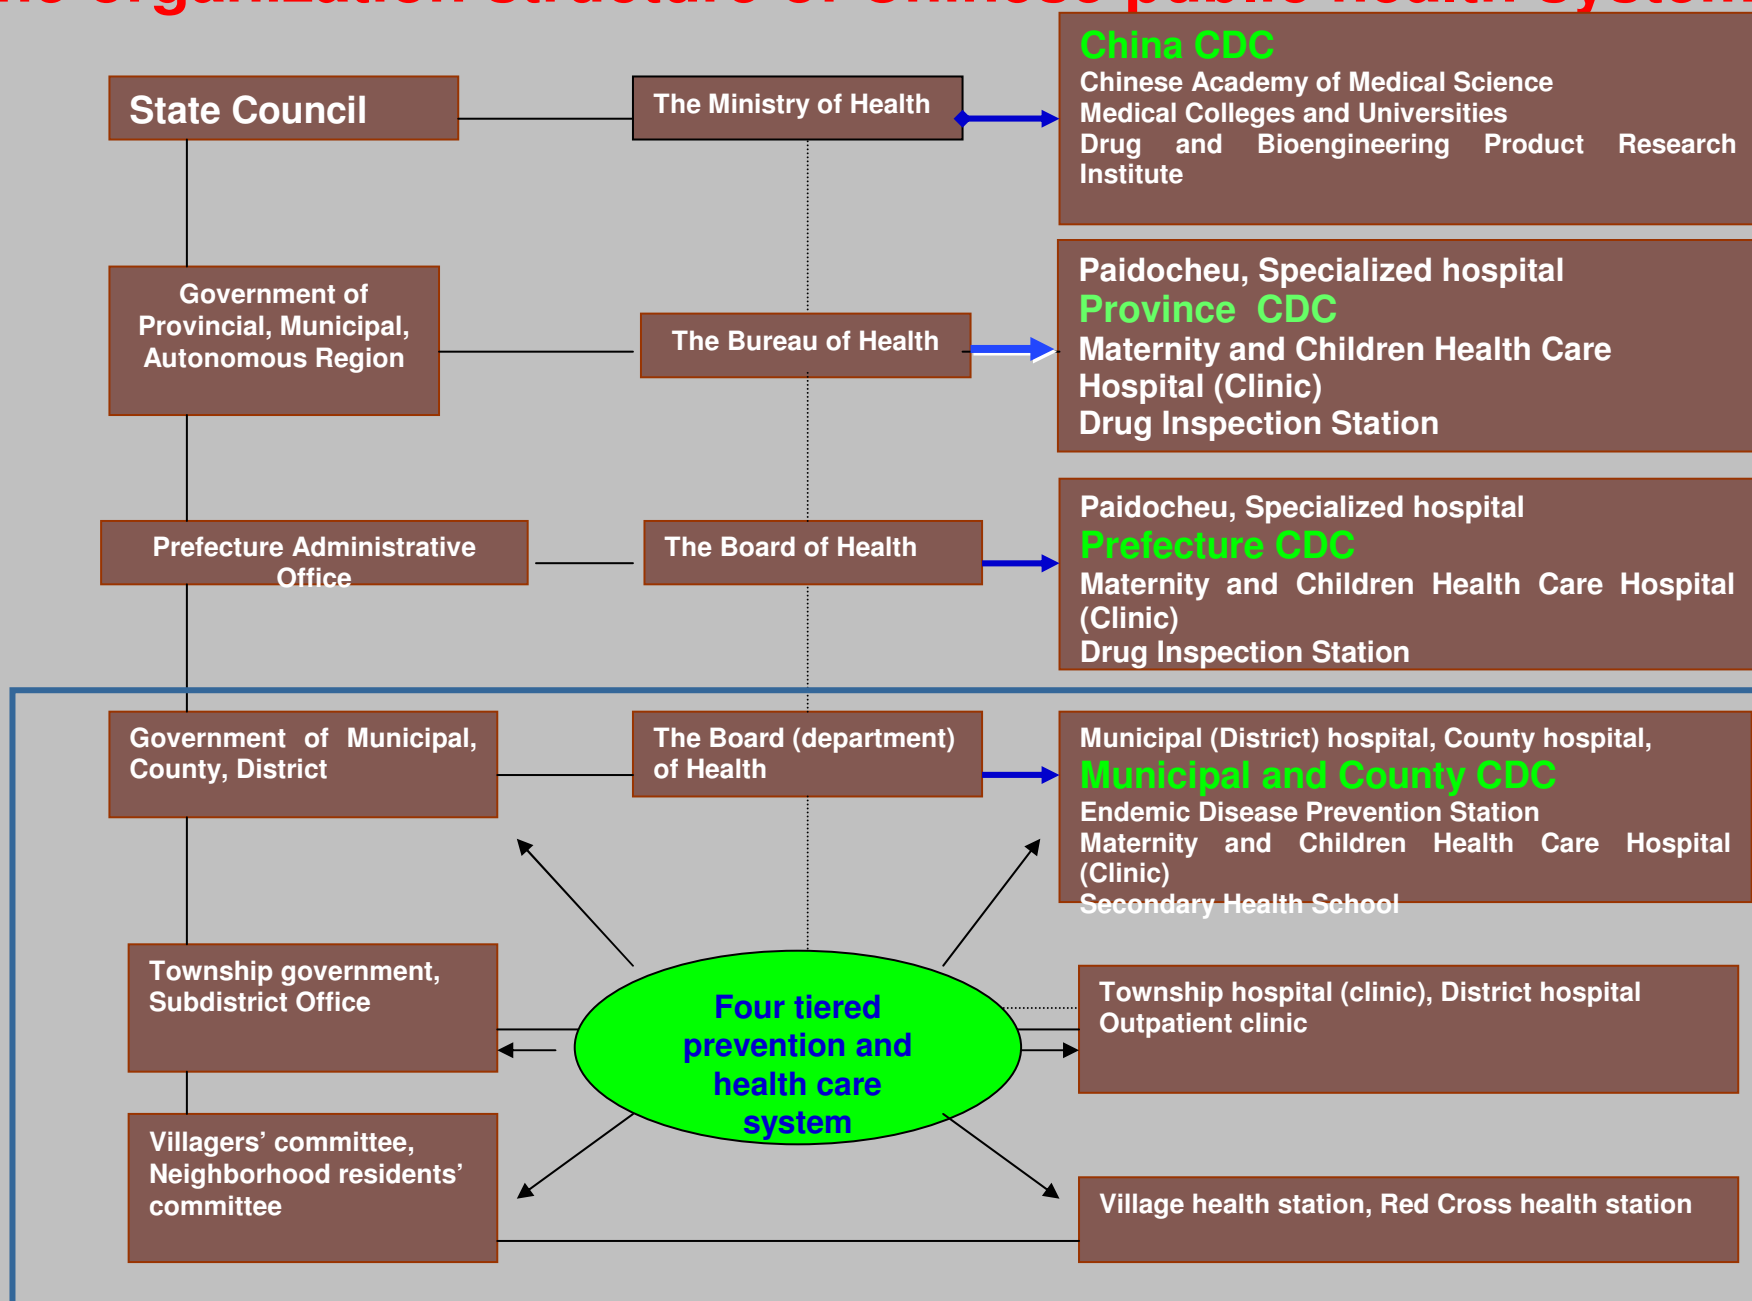 organization structure of Chinese public health system
State Council
The Ministry of Health
China CDC
Chinese Academy of Medical Science
Medical Colleges and Universities
Drug and Bioengineering Product Research
Institute
Government of
Provincial, Municipal,
Autonomous Region
The Bureau of Health
Paidocheu, Specialized hospital
Province CDC
Maternity and Children Health Care
Hospital (Clinic)
Drug Inspection Station
Prefecture Administrative
Office
The Board of Health
Paidocheu, Specialized hospital
Prefecture CDC
Maternity and Children Health Care Hospital
(Clinic)
Drug Inspection Station
Government of Municipal,
County, District
The Board (department)
of Health
Municipal (District) hospital, County hospital,
Municipal and County CDC
Endemic Disease Prevention Station
Maternity and Children Health Care Hospital
(Clinic)
Secondary Health School
Township government,
Subdistrict Office
Four tiered
prevention and
health care
system
Township hospital (clinic), District hospital
Outpatient clinic
Villagers’ committee,
Neighborhood residents’
committee
Village health station, Red Cross health station